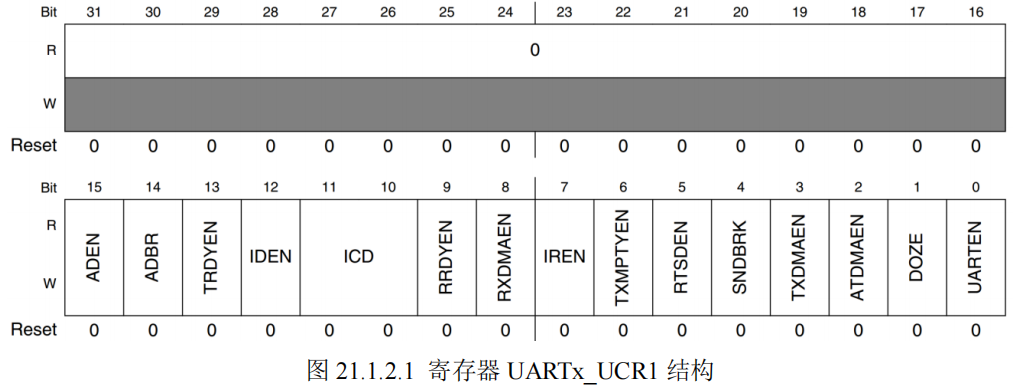 Bit 31 30 29 28 27 26 25 24 23 22 21 20 19 18 17 16
R 0
W
Reset 0 0 0 0 0 0 0 0 0 0 0 0 0 0 0 0
Bit 15 14 13 12 11 10 9 8 7 6 5 4 3 2 1 0
R
W
ADEN ADBR TRDYEN IDEN ICD RRDYEN RXDMAEN IREN TXMPTYEN RTSDEN SNDBRK TXDMAEN ATDMAEN DOZE UARTEN
Reset 0 0 0 0 0 0 0 0 0 0 0 0 0 0 0 0
图 21.1.2.1 寄存器 UARTx_UCR1 结构